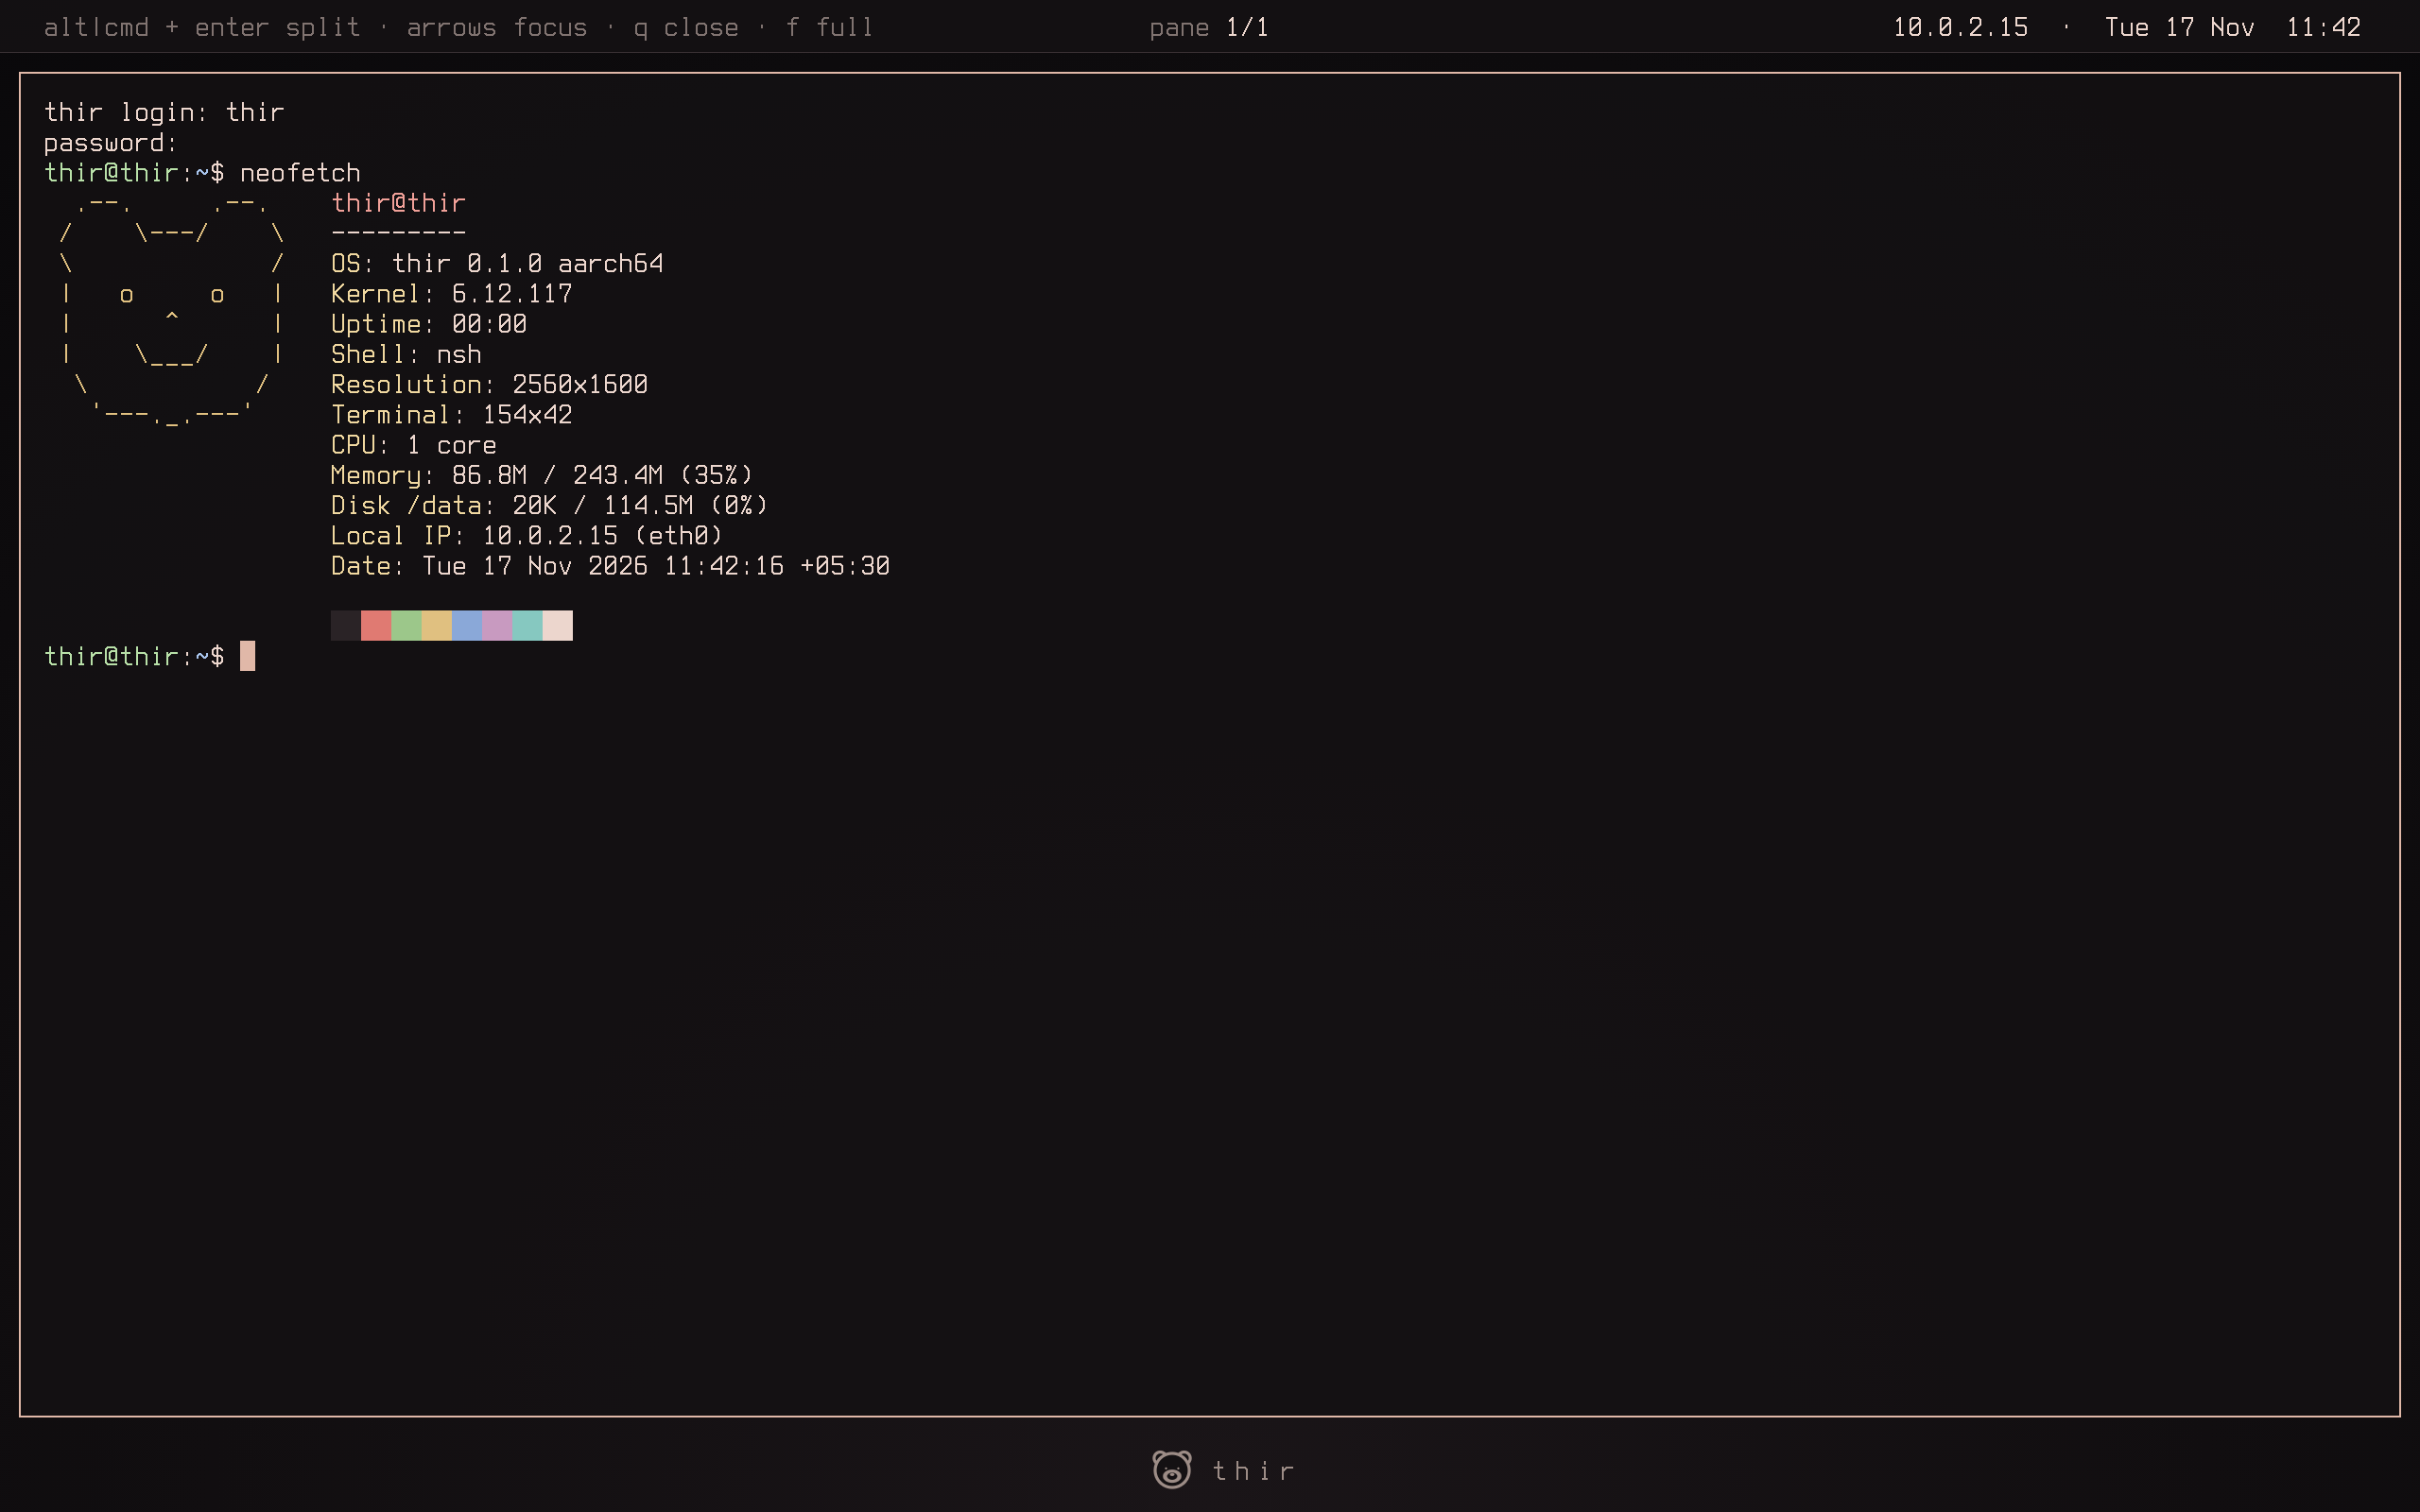 alt|cmd + enter split · arrows focus · q close · f full
pane 1/1
10.0.2.15 · Tue 17 Nov 11:42
thir login: thir
password:
thir@thir:~$ neofetch
thir@thir
---------
OS: thir 0.1.0 aarch64
Kernel: 6.12.117
Uptime: 00:00
Shell: nsh
Resolution: 2560x1600
Terminal: 154x42
CPU: 1 core
Memory: 86.8M / 243.4M (35%)
Disk /data: 20K / 114.5M (0%)
Local IP: 10.0.2.15 (eth0)
Date: Tue 17 Nov 2026 11:42:16 +05:30
thir@thir:~$
thir